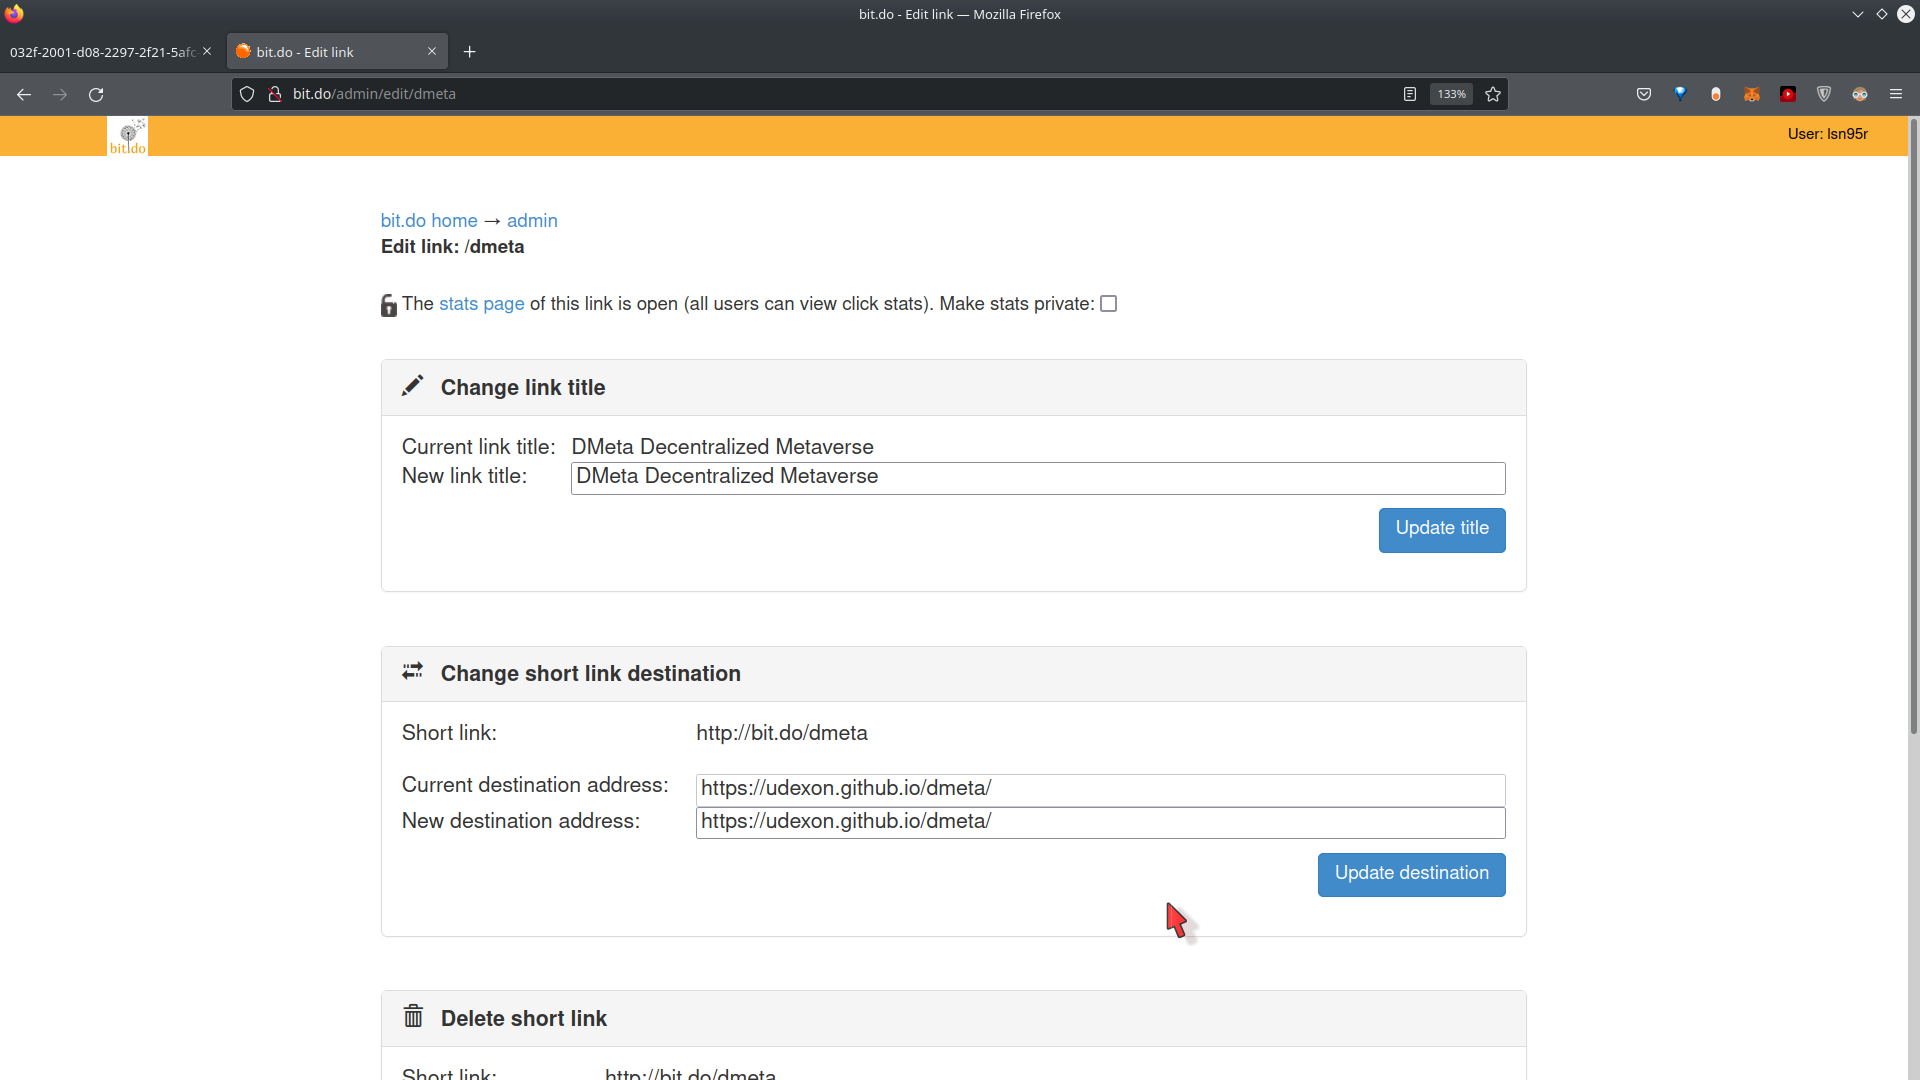 bit.do - Edit link — Mozilla Firefox
032f-2001-d08-2297-2f21-5afc-
bit.do - Edit link
bit.do/admin/edit/dmeta
133%
bit.do
User: lsn95r
bit.do home → admin
Edit link: /dmeta
The stats page of this link is open (all users can view click stats). Make stats private:
Change link title
Current link title: DMeta Decentralized Metaverse
New link title: DMeta Decentralized Metaverse
Update title
Change short link destination
Short link: http://bit.do/dmeta
Current destination address: https://udexon.github.io/dmeta/
New destination address: https://udexon.github.io/dmeta/
Update destination
Delete short link
Short link: http://bit.do/dmeta